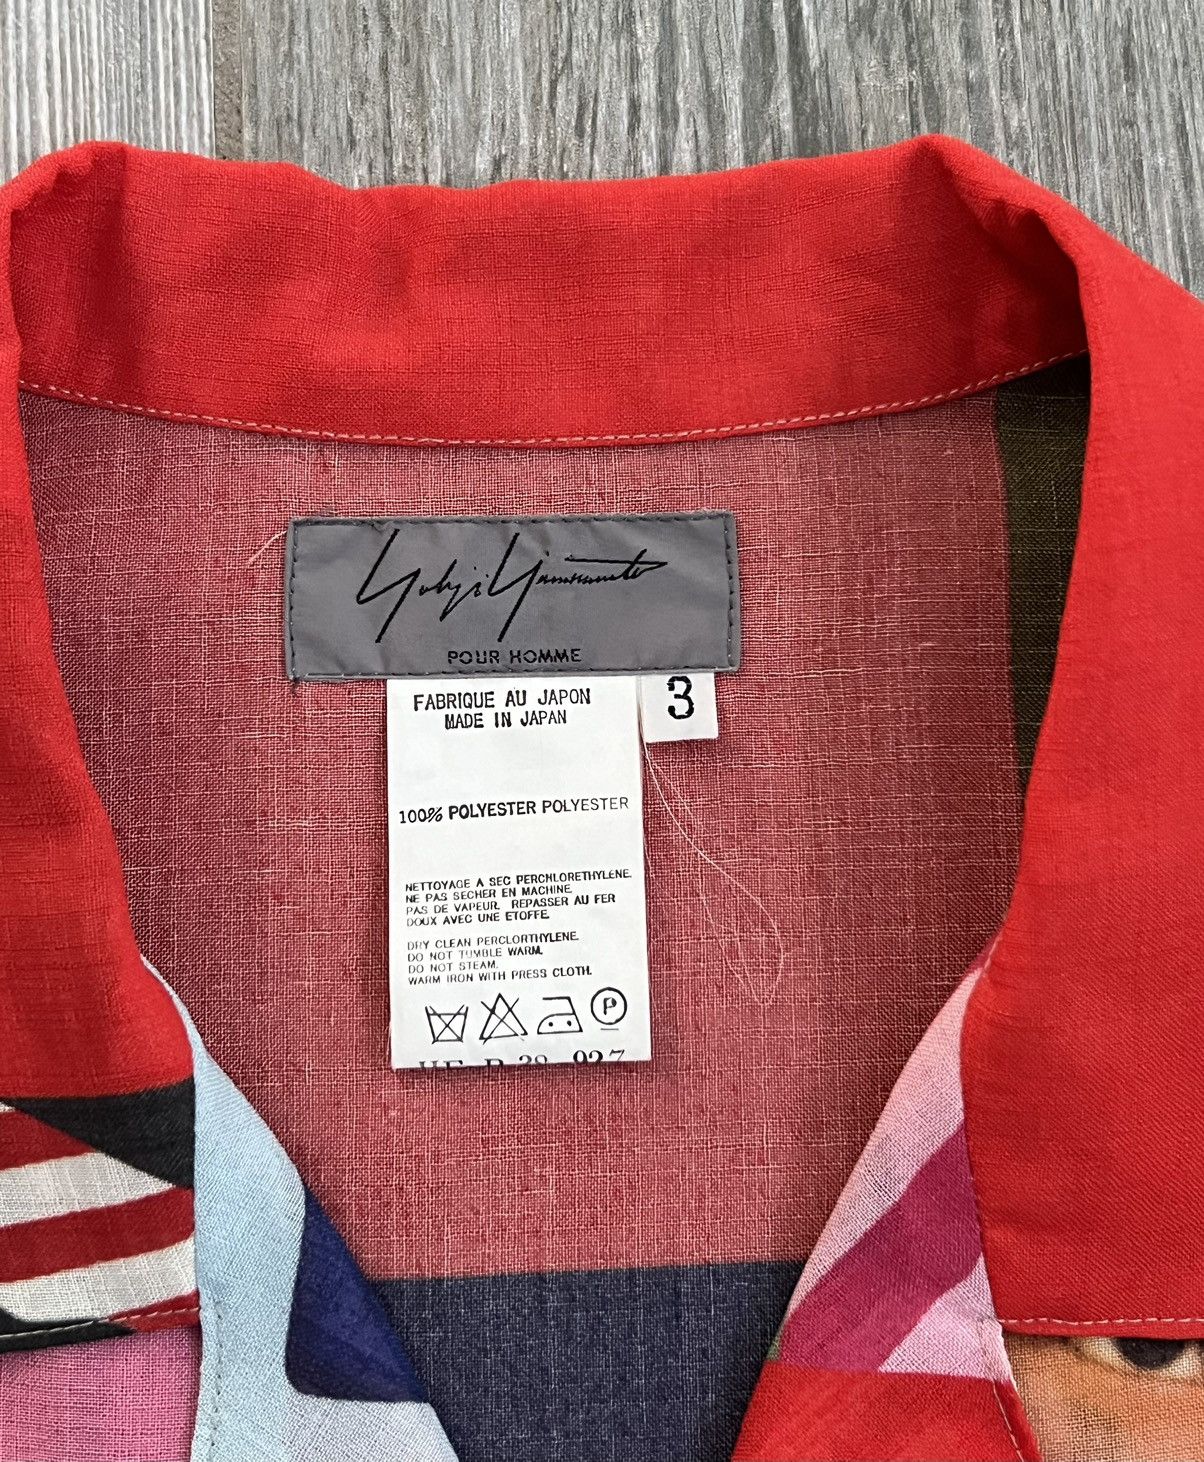 Yohji Yamamoto
POUR HOMME
FABRIQUE AU JAPON
MADE IN JAPAN
3
100% POLYESTER POLYESTER
NETTOYAGE A SEC PERCHLORETHYLENE.
NE PAS SECHER EN MACHINE
PAS DE VAPEUR. REPASSER AU FER
DOUX AVEC UNE ETOFFE.
DRY CLEAN PERCLORTHYLENE.
DO NOT TUMBLE WARM.
DO NOT STEAM.
WARM IRON WITH PRESS CLOTH.
P